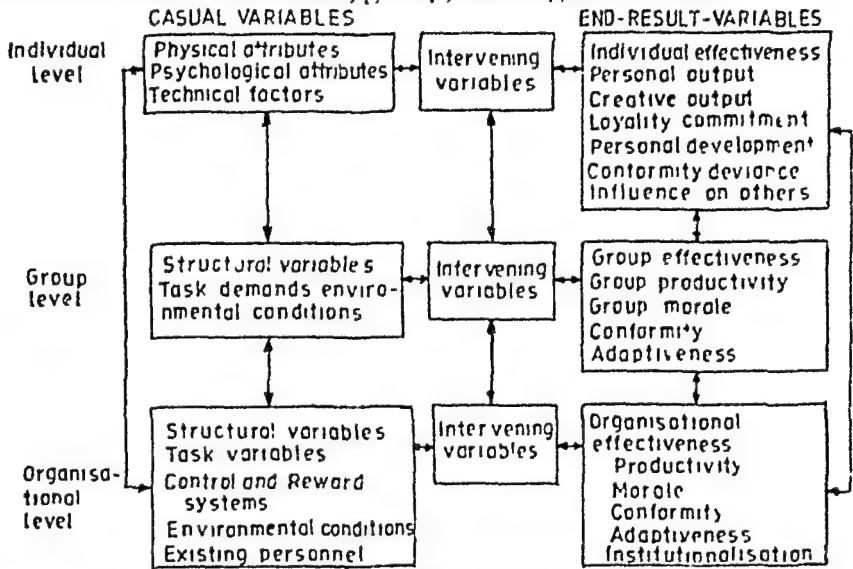 CASUAL VARIABLES
END-RESULT-VARIABLES
Individual
Level
Physical attributes
Psychological attributes
Technical factors
Intervening
variables
Individual effectiveness
Personal output
Creative output
Loyality commitment
Personal development
Conformity deviance
Influence on others
Group
level
Structural variables
Task demands enviro-
nmental conditions
Intervening
variables
Group effectiveness
Group productivity
Group morale
Conformity
Adaptiveness
Organisa-
tional
level
Structural variables
Task variables
Control and Reward
systems
Environmental conditions
Existing personnel
Intervening
variables
Organisational
effectiveness
Productivity
Morale
Conformity
Adaptiveness
Institutionalisation